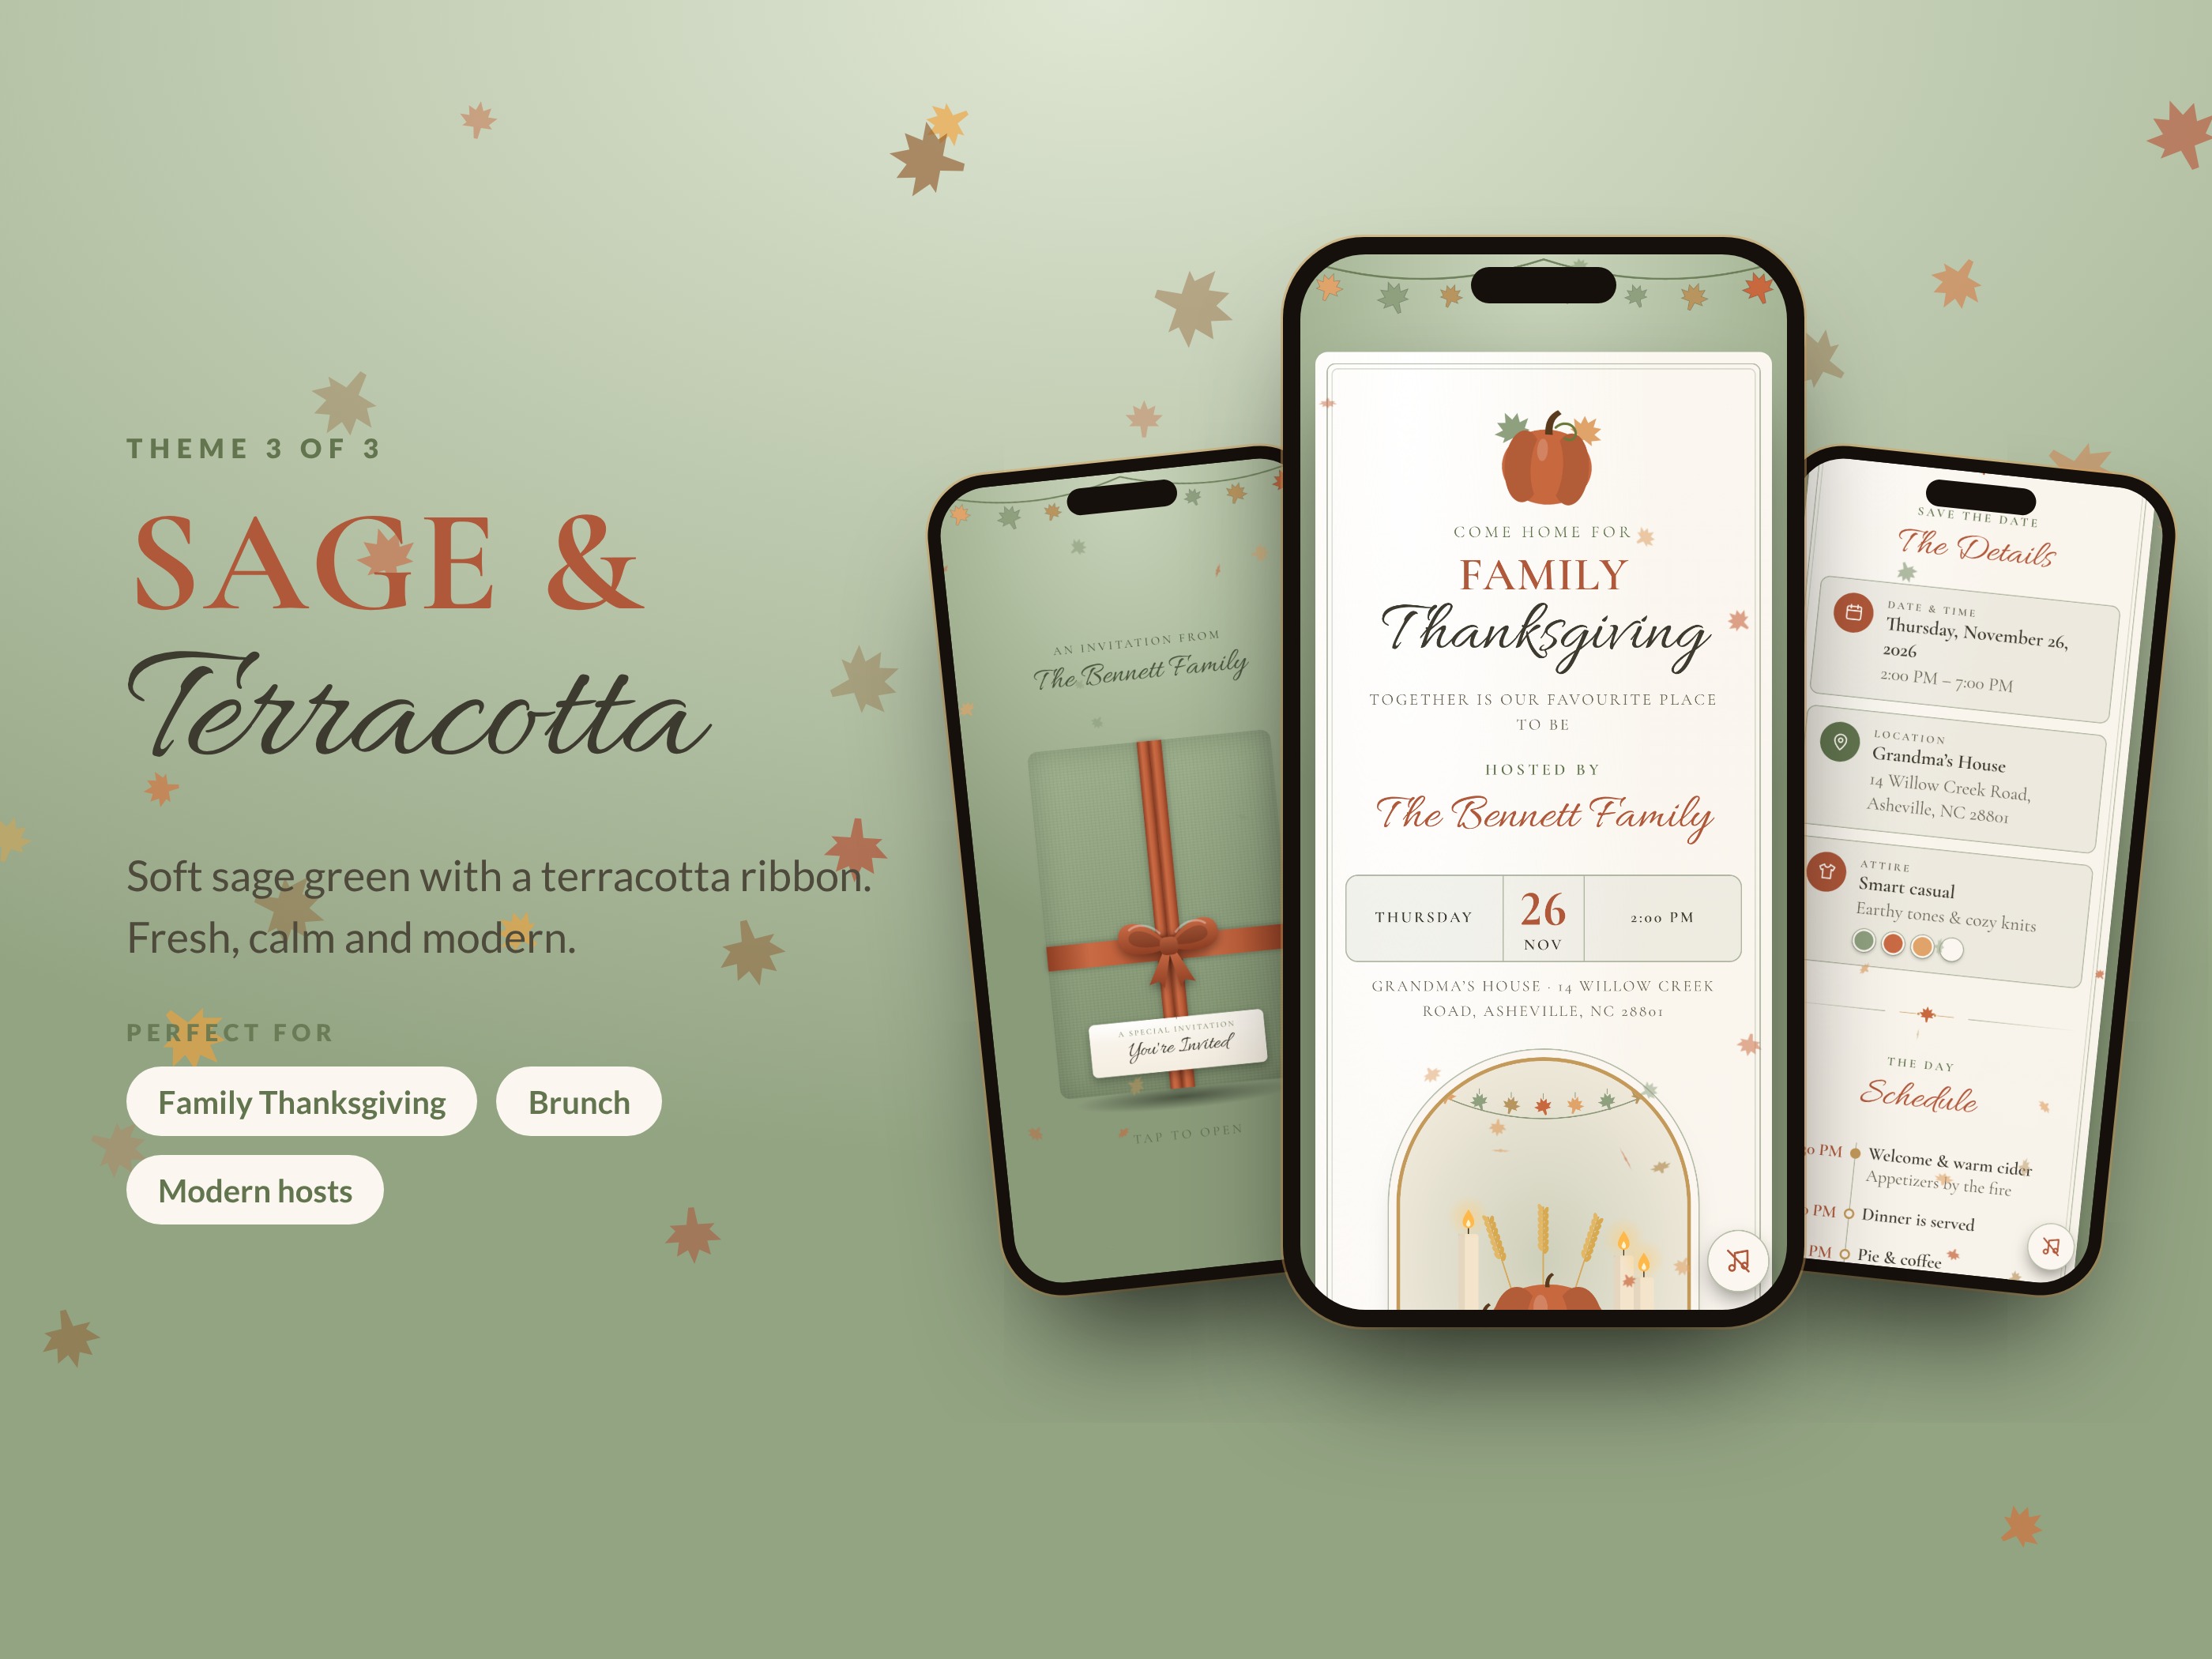 THEME 3 OF 3
SAGE &
Terracotta
Soft sage green with a terracotta ribbon.
Fresh, calm and modern.
PERFECT FOR
Family Thanksgiving
Brunch
Modern hosts
AN INVITATION FROM
The Bennett Family
A SPECIAL INVITATION
You're Invited
TAP TO OPEN
COME HOME FOR
FAMILY
Thanksgiving
TOGETHER IS OUR FAVOURITE PLACE
TO BE
HOSTED BY
The Bennett Family
THURSDAY
26
NOV
2:00 PM
GRANDMA'S HOUSE · 14 WILLOW CREEK
ROAD, ASHEVILLE, NC 28801
SAVE THE DATE
The Details
DATE & TIME
Thursday, November 26,
2026
2:00 PM – 7:00 PM
LOCATION
Grandma's House
14 Willow Creek Road,
Asheville, NC 28801
ATTIRE
Smart casual
Earthy tones & cozy knits
THE DAY
Schedule
PM
Welcome & warm cider
Appetizers by the fire
PM
Dinner is served
PM
Pie & coffee